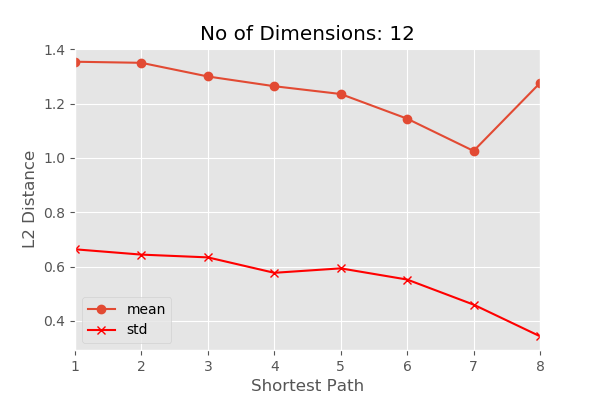 No of Dimensions: 12
L2 Distance
1.4
1.2
1.0
0.8
0.6
0.4
mean
std
1 2 3 4 5 6 7 8
Shortest Path